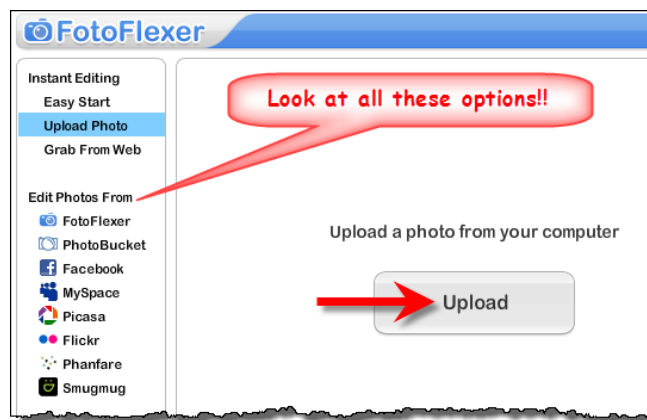 FotoFlexer
Instant Editing
Easy Start
Upload Photo
Grab From Web
Edit Photos From
FotoFlexer
PhotoBucket
Facebook
MySpace
Picasa
Flickr
Phanfare
Smugmug
Look at all these options!!
Upload a photo from your computer
Upload